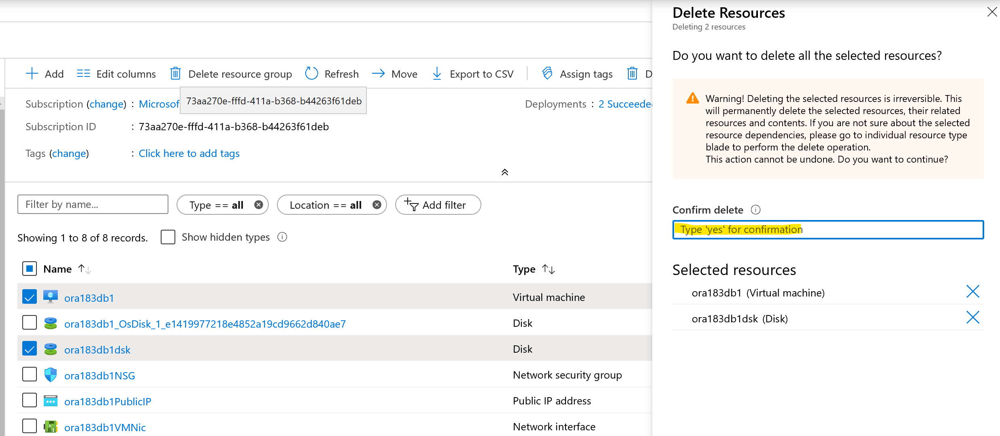 Add
Edit columns
Delete resource group
Refresh
Move
Export to CSV
Assign tags
D
Subscription (change) : Microsof
73aa270e-fffd-411a-b368-b44263f61deb
Deployments : 2 Succeeded
Subscription ID : 73aa270e-fffd-411a-b368-b44263f61deb
Tags (change) : Click here to add tags
Filter by name...
Type == all
Location == all
Add filter
Showing 1 to 8 of 8 records.
Show hidden types
Name
Type
ora183db1
Virtual machine
ora183db1_OsDisk_1_e1419977218e4852a19cd9662d840ae7
Disk
ora183db1dsk
Disk
ora183db1NSG
Network security group
ora183db1PublicIP
Public IP address
ora183db1VMNic
Network interface
Delete Resources
Deleting 2 resources
Do you want to delete all the selected resources?
Warning! Deleting the selected resources is irreversible. This
will permanently delete the selected resources, their related
resources and contents. If you are not sure about the selected
resource dependencies, please go to individual resource type
blade to perform the delete operation.
This action cannot be undone. Do you want to continue?
Confirm delete
Type 'yes' for confirmation
Selected resources
ora183db1 (Virtual machine)
ora183db1dsk (Disk)